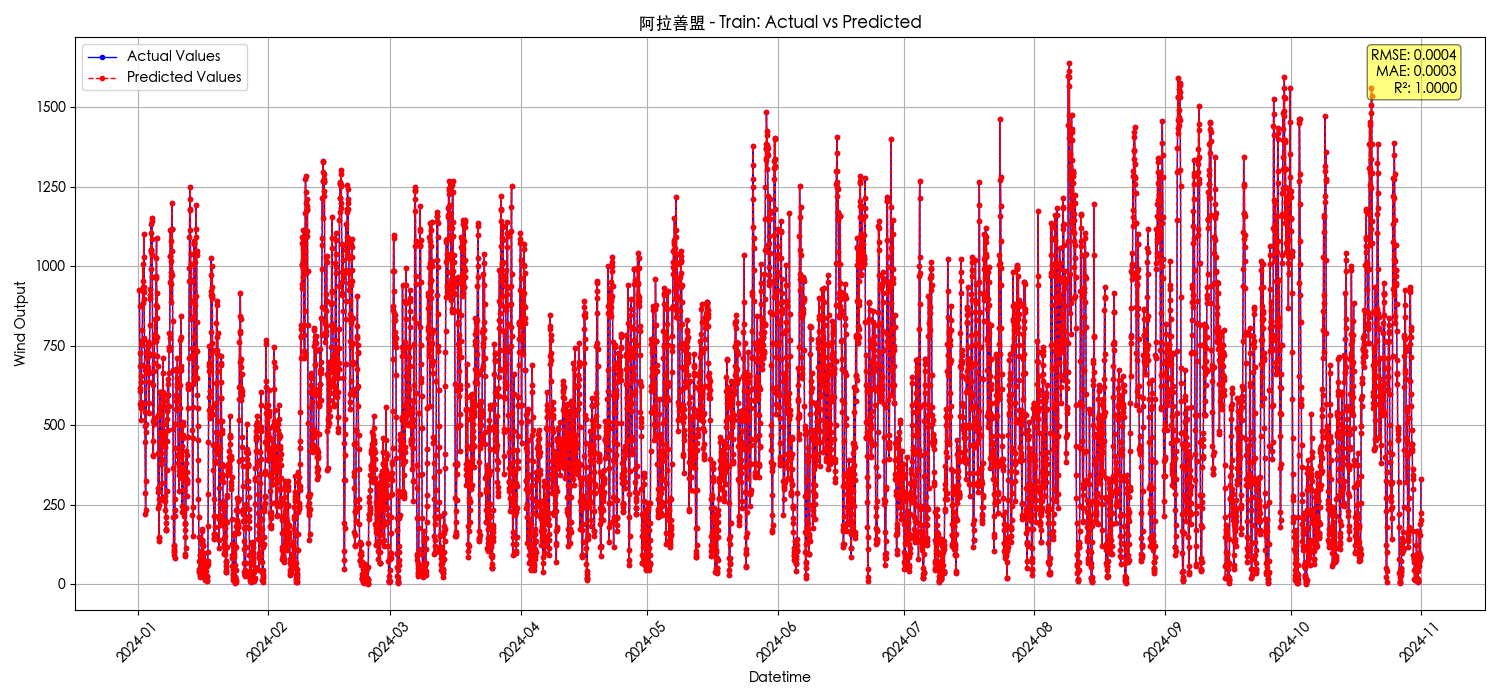 阿拉善盟 - Train: Actual vs Predicted
Actual Values
Predicted Values
RMSE: 0.0004
MAE: 0.0003
R²: 1.0000
Wind Output
1500
1250
1000
750
500
250
0
2024-01
2024-02
2024-03
2024-04
2024-05
2024-06
2024-07
2024-08
2024-09
2024-10
2024-11
Datetime